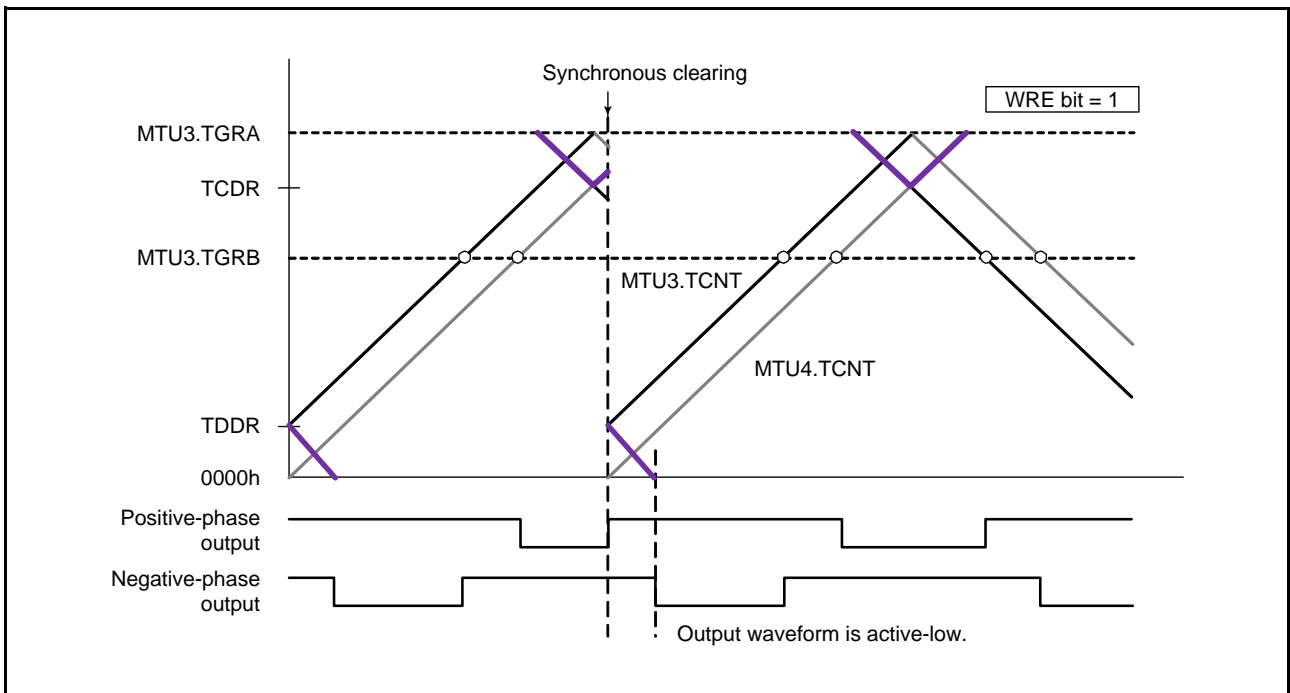 Synchronous clearing
WRE bit = 1
MTU3.TGRA
TCDR
MTU3.TGRB
MTU3.TCNT
MTU4.TCNT
TDDR
0000h
Positive-phase
output
Negative-phase
output
Output waveform is active-low.